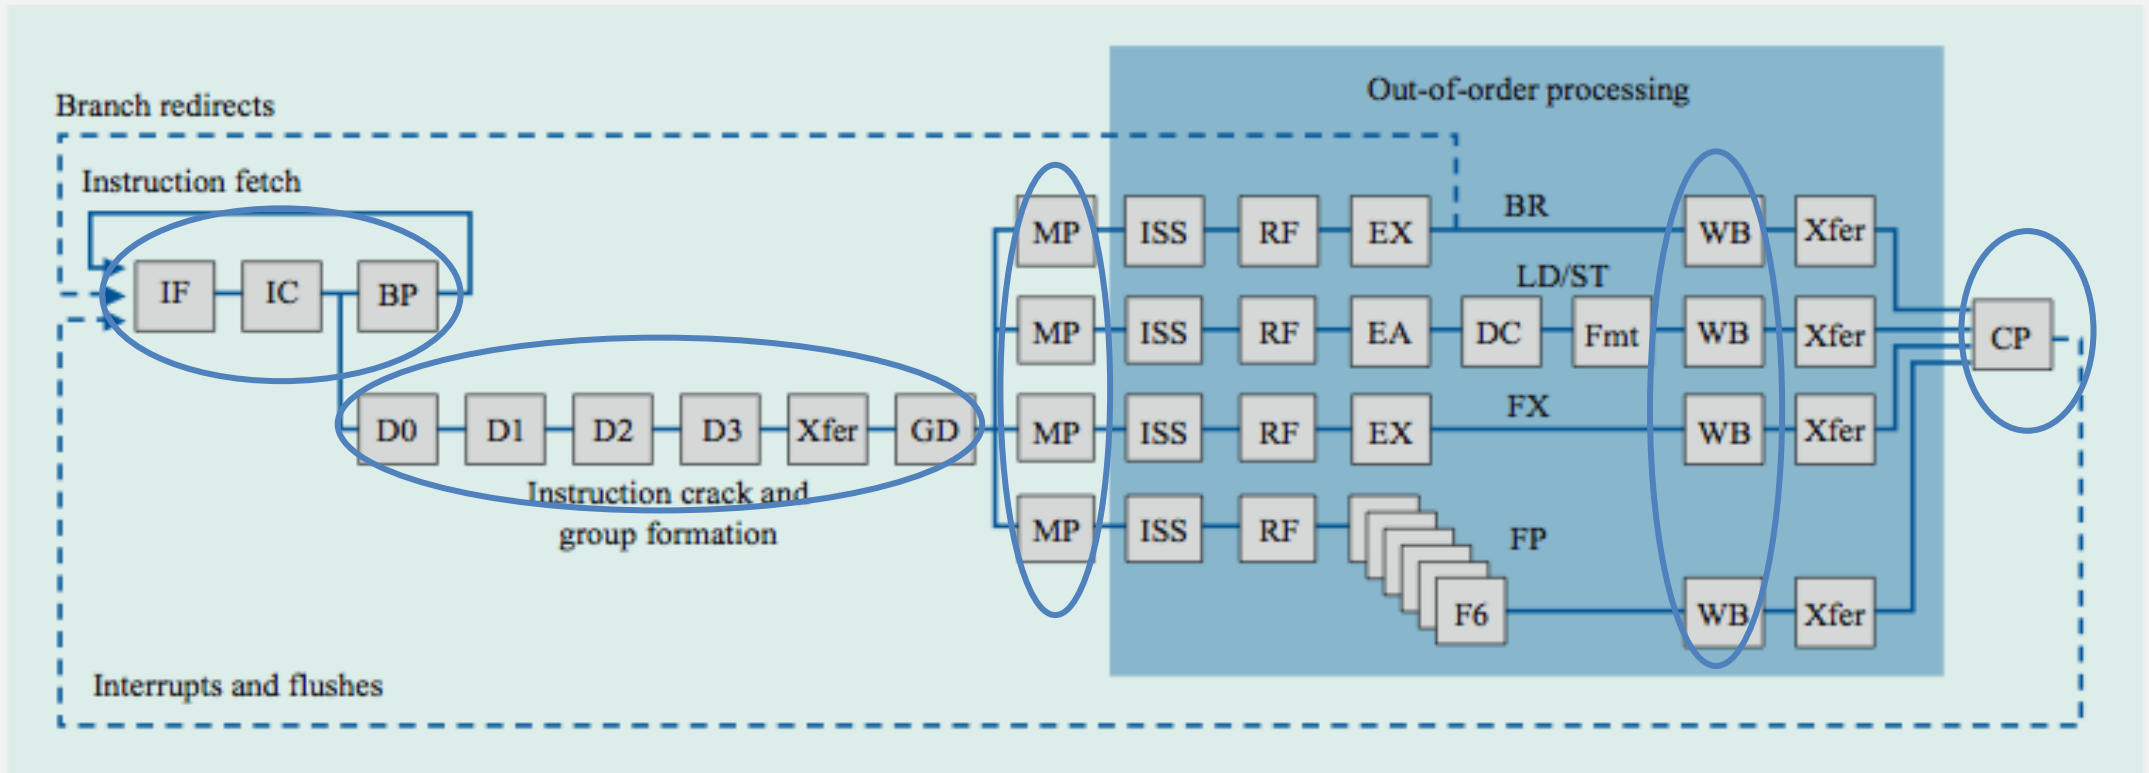 Out-of-order processing
Branch redirects
Instruction fetch
IF IC BP
MP ISS RF EX BR WB Xfer
LD/ST
MP ISS RF EA DC Fmt WB Xfer
CP
FX
D0 D1 D2 D3 Xfer GD
MP ISS RF EX WB Xfer
Instruction crack and
group formation
MP ISS RF FP
F6 WB Xfer
Interrupts and flushes